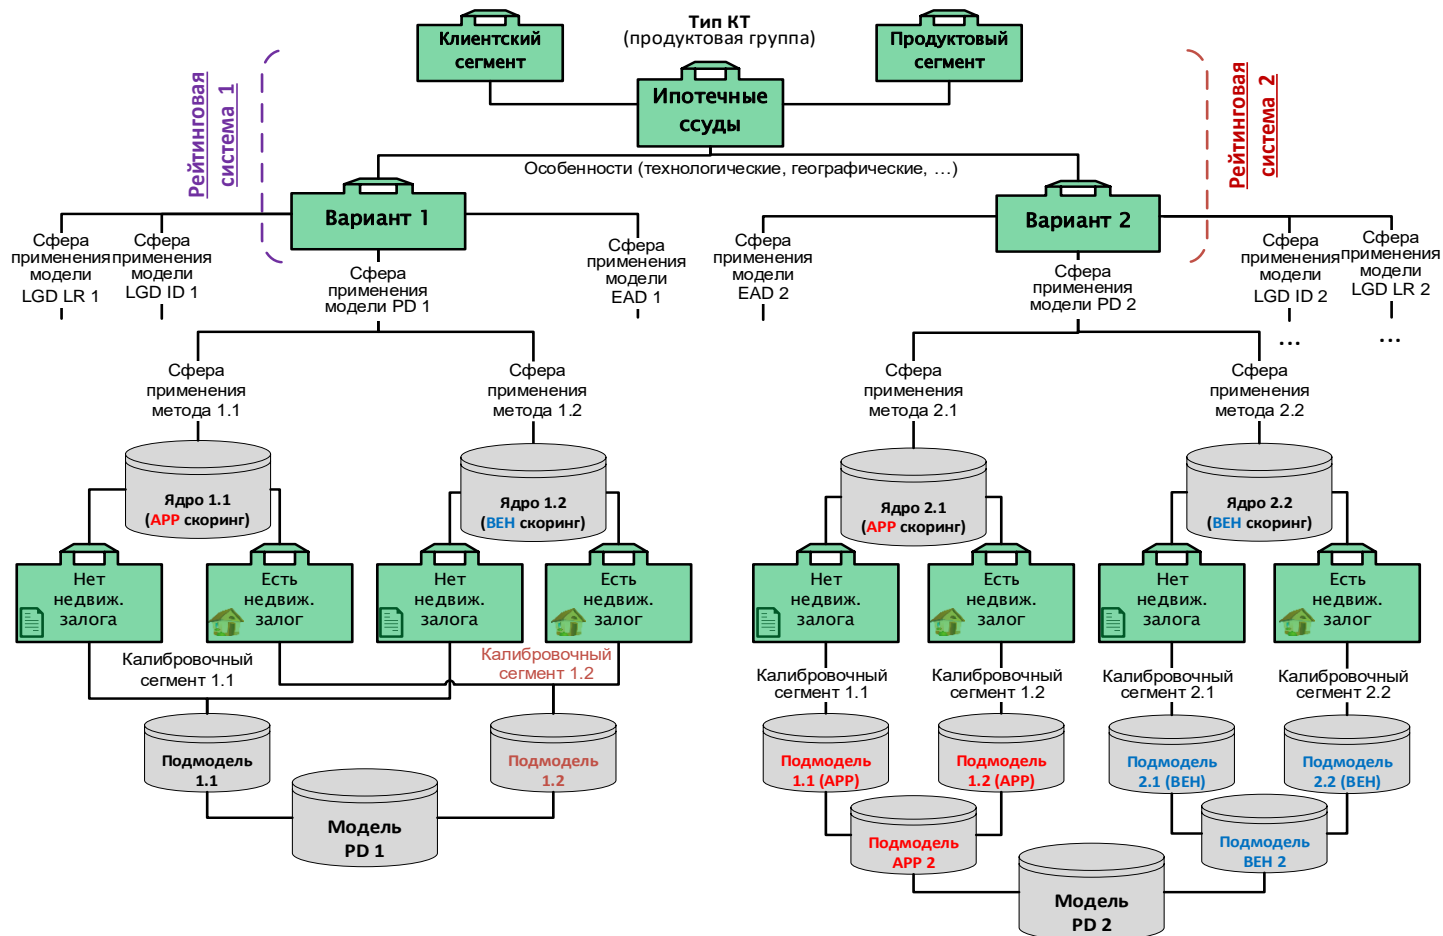 Тип КТ
(продуктовая группа)
Клиентский
сегмент
Продуктовый
сегмент
Ипотечные
ссуды
Рейтинговая
система 1
Рейтинговая
система 2
Особенности (технологические, географические, ...)
Вариант 1
Вариант 2
Сфера
применения
модели
LGD LR 1
Сфера
применения
модели
LGD ID 1
Сфера
применения
модели PD 1
Сфера
применения
модели
EAD 1
Сфера
применения
модели
EAD 2
Сфера
применения
модели PD 2
Сфера
применения
модели
LGD ID 2
Сфера
применения
модели
LGD LR 2
...
...
Сфера
применения
метода 1.1
Сфера
применения
метода 1.2
Сфера
применения
метода 2.1
Сфера
применения
метода 2.2
Ядро 1.1
(APP скоринг)
Ядро 1.2
(BEH скоринг)
Ядро 2.1
(APP скоринг)
Ядро 2.2
(BEH скоринг)
Нет
недвиж.
залога
Есть
недвиж.
залог
Нет
недвиж.
залога
Есть
недвиж.
залог
Нет
недвиж.
залога
Есть
недвиж.
залог
Нет
недвиж.
залога
Есть
недвиж.
залог
Калибровочный
сегмент 1.1
Калибровочный
сегмент 1.2
Калибровочный
сегмент 1.1
Калибровочный
сегмент 1.2
Калибровочный
сегмент 2.1
Калибровочный
сегмент 2.2
Подмодель
1.1
Подмодель
1.2
Подмодель
1.1 (APP)
Подмодель
1.2 (APP)
Подмодель
2.1 (BEH)
Подмодель
2.2 (BEH)
Модель
PD 1
Подмодель
APP 2
Подмодель
BEH 2
Модель
PD 2